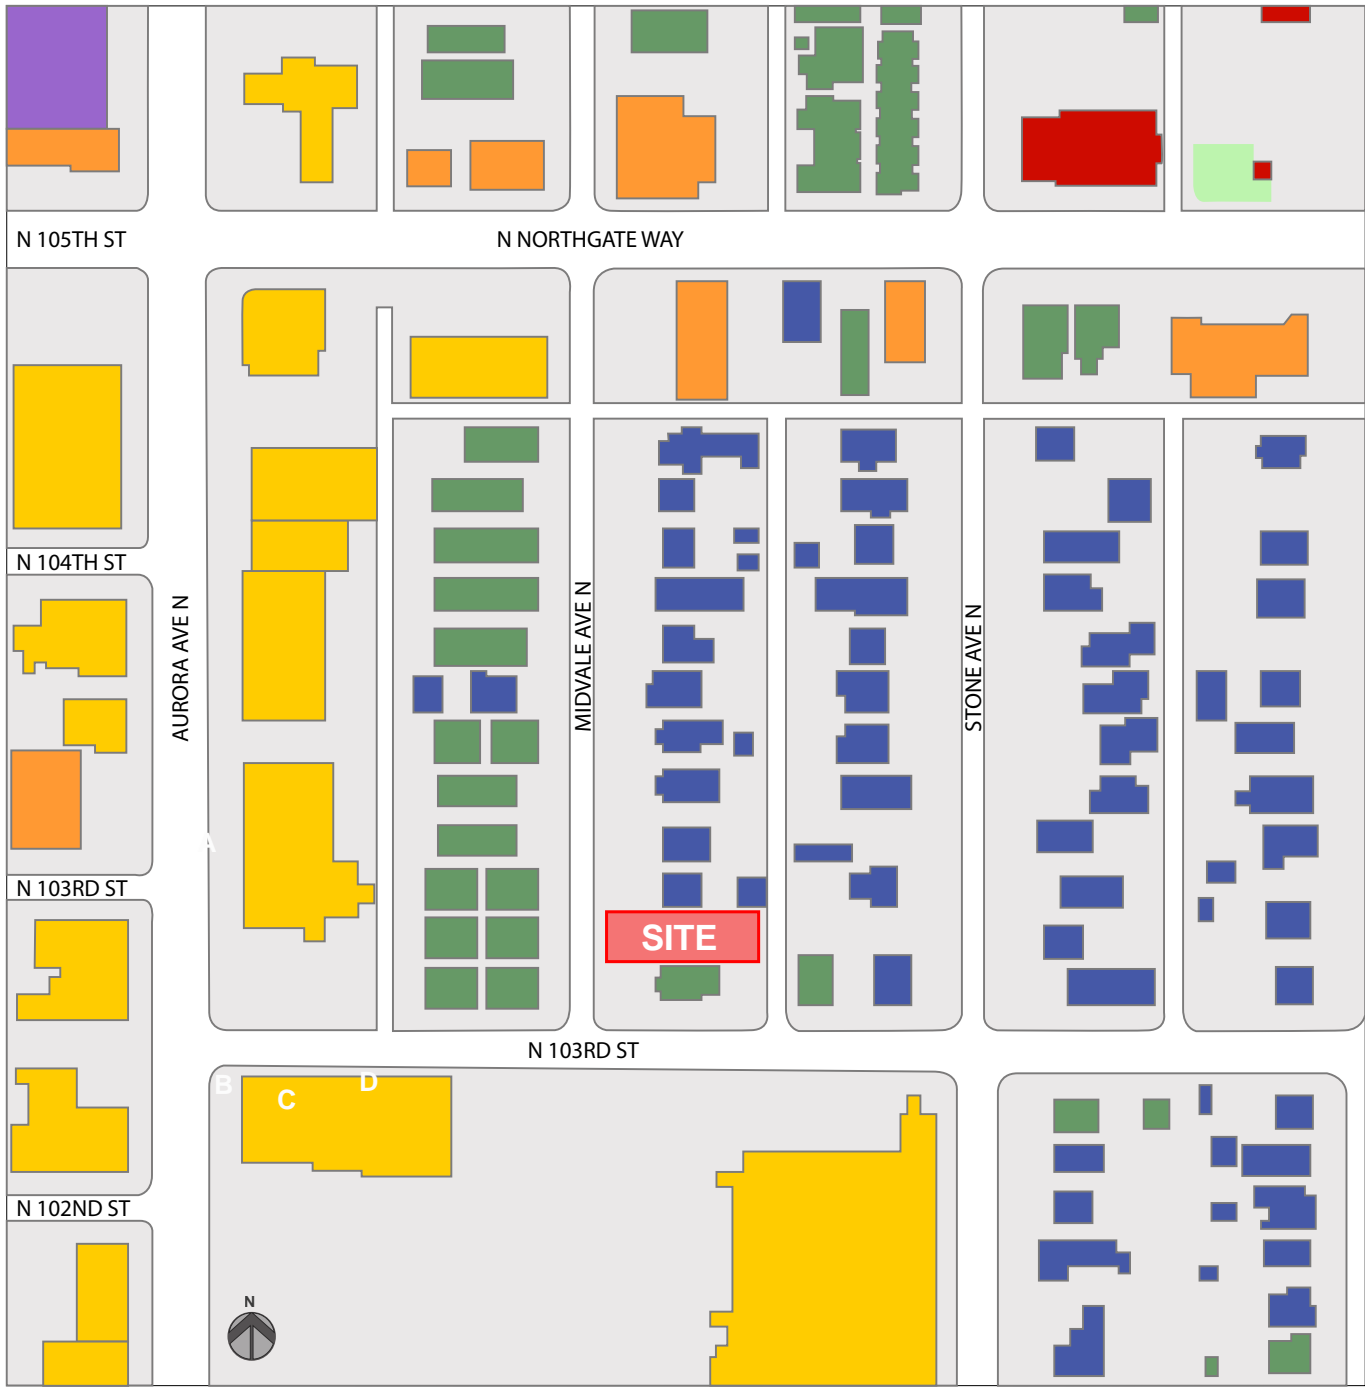 N 105TH ST
N NORTHGATE WAY
N 104TH ST
AURORA AVE N
MIDVALE AVE N
STONE AVE N
A
N 103RD ST
SITE
N 103RD ST
B
C
D
N 102ND ST
N